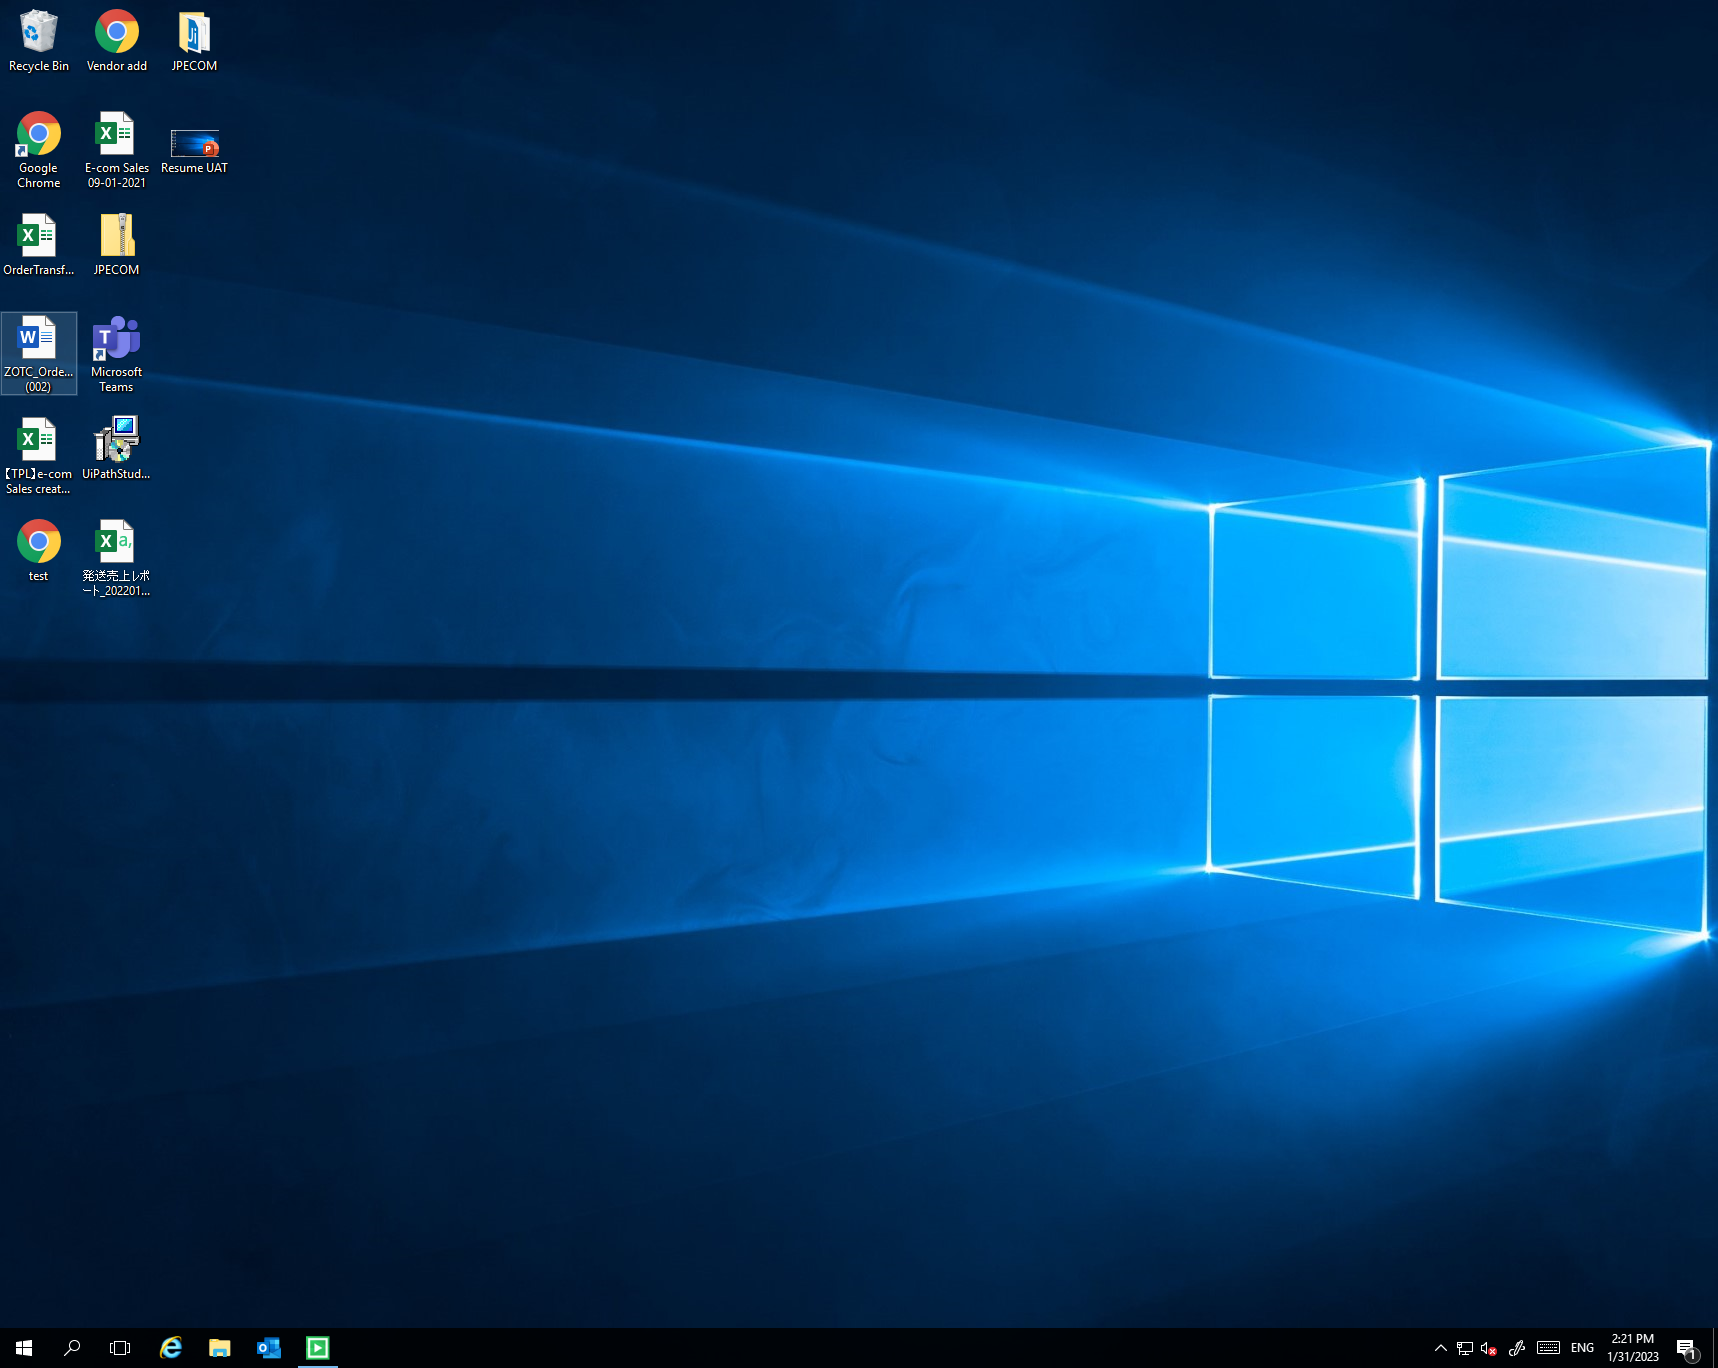 Recycle Bin
Vendor add
JPECOM
Google
Chrome
E-com Sales
09-01-2021
Resume UAT
OrderTransf...
JPECOM
ZOTC_Orde...
(002)
Microsoft
Teams
【TPL】e-com
Sales creat...
UiPathStud...
test
発送売上レポ
ート_202201...
ENG
2:21 PM
1/31/2023
1